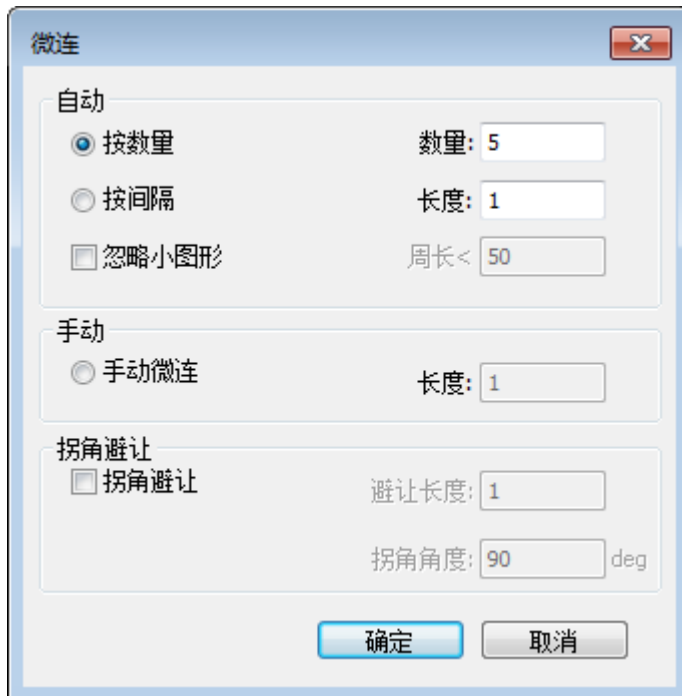 微连
自动
按数量 数量: 5
按间隔 长度: 1
忽略小图形 周长< 50
手动
手动微连 长度: 1
拐角避让
拐角避让 避让长度: 1
拐角角度: 90 deg
确定 取消